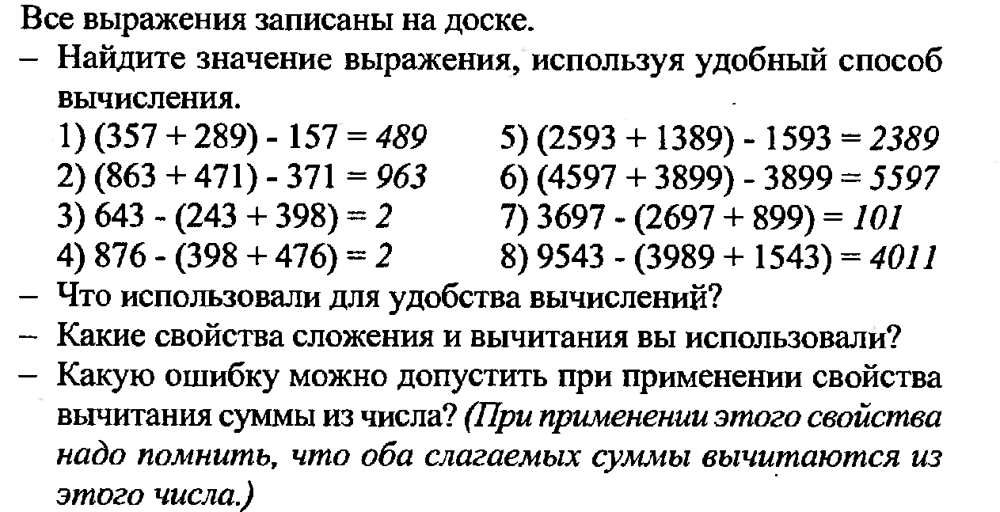 Все выражения записаны на доске.
– Найдите значение выражения, используя удобный способ
вычисления.
1) (357 + 289) - 157 = 489 5) (2593 + 1389) - 1593 = 2389
2) (863 + 471) - 371 = 963 6) (4597 + 3899) - 3899 = 5597
3) 643 - (243 + 398) = 2 7) 3697 - (2697 + 899) = 101
4) 876 - (398 + 476) = 2 8) 9543 - (3989 + 1543) = 4011
– Что использовали для удобства вычислений?
– Какие свойства сложения и вычитания вы использовали?
– Какую ошибку можно допустить при применении свойства
вычитания суммы из числа? (При применении этого свойства
надо помнить, что оба слагаемых суммы вычитаются из
этого числа.)